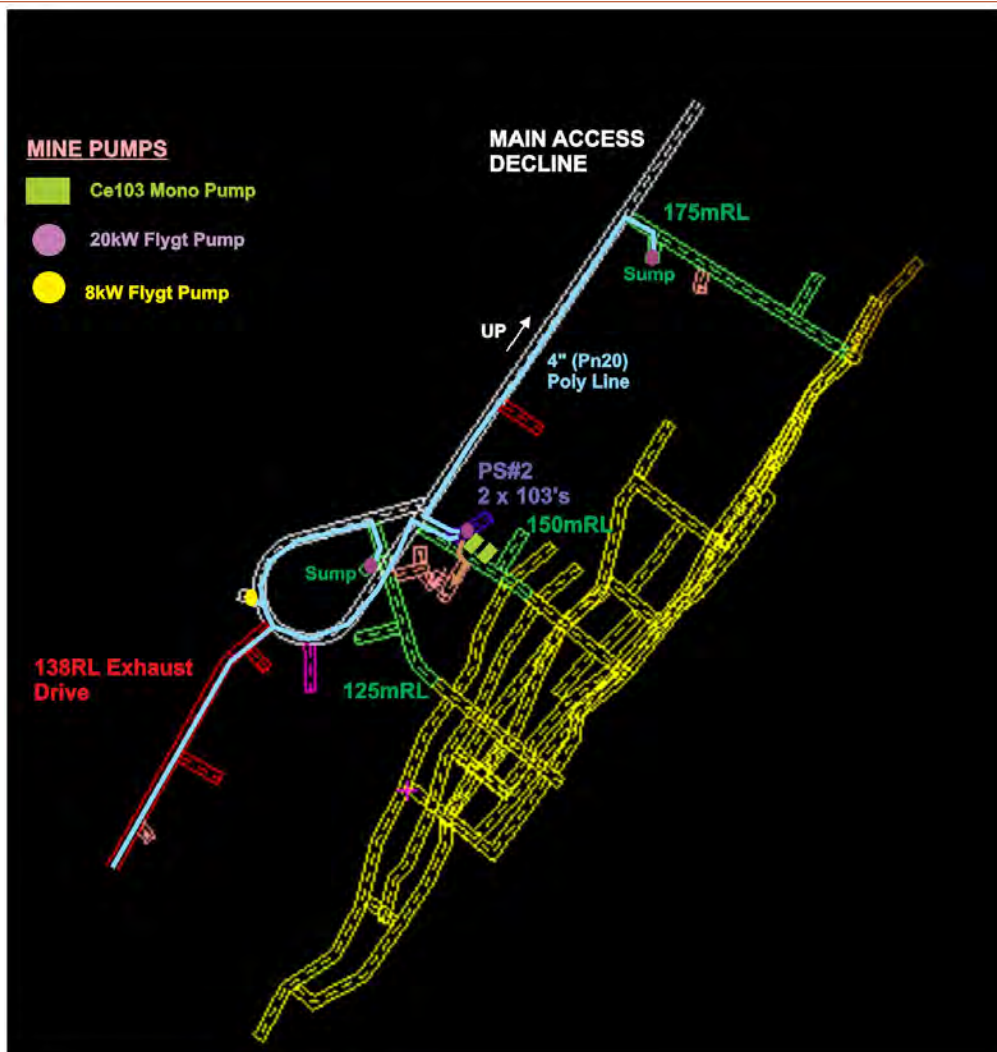 MINE PUMPS
Ce103 Mono Pump
20kW Flygt Pump
8kW Flygt Pump
MAIN ACCESS
DECLINE
175mRL
Sump
UP
4" (Pn20)
Poly Line
PS#2
2 x 103's
150mRL
Sump
138RL Exhaust
Drive
125mRL